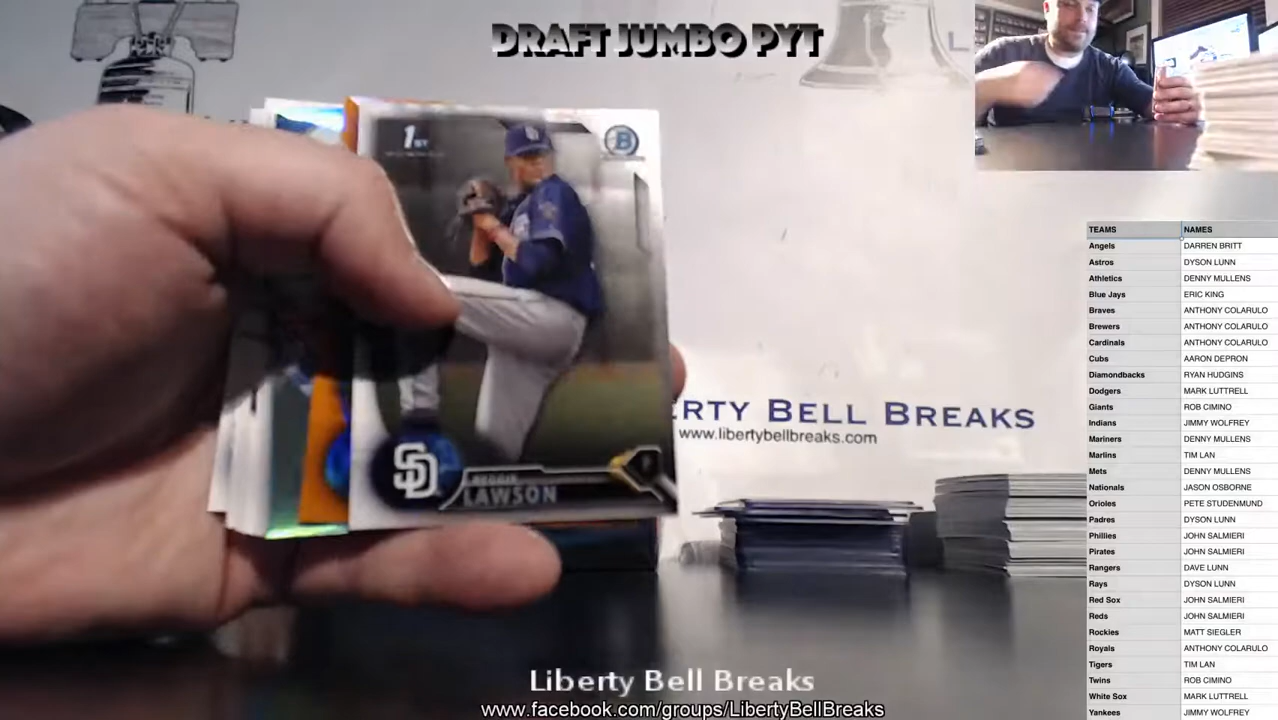 DRAFT JUMBO PYT
1ST
B
SD
LAWSON
ERTY BELL BREAKS
www.libertybellbreaks.com
TEAMS NAMES
Angels DARREN BRITT
Astros DYSON LUNN
Athletics DENNY MULLENS
Blue Jays ERIC KING
Braves ANTHONY COLARULO
Brewers ANTHONY COLARULO
Cardinals ANTHONY COLARULO
Cubs AARON DEPRON
Diamondbacks RYAN HUDGINS
Dodgers MARK LUTTRELL
Giants ROB CIMINO
Indians JIMMY WOLFREY
Mariners DENNY MULLENS
Marlins TIM LAN
Mets DENNY MULLENS
Nationals JASON OSBORNE
Orioles PETE STUDENMUND
Padres DYSON LUNN
Phillies JOHN SALMIERI
Pirates JOHN SALMIERI
Rangers DAVE LUNN
Rays DYSON LUNN
Red Sox JOHN SALMIERI
Reds JOHN SALMIERI
Rockies MATT SIEGLER
Royals ANTHONY COLARULO
Tigers TIM LAN
Twins ROB CIMINO
White Sox MARK LUTTRELL
Yankees JIMMY WOLFREY
Liberty Bell Breaks
www.facebook.com/groups/LibertyBellBreaks